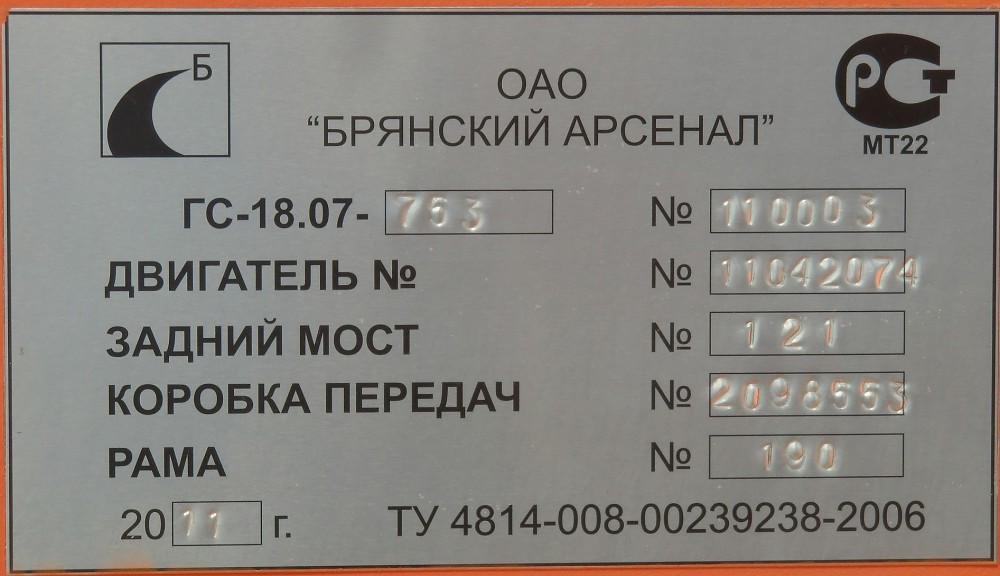 Б
ОАО
“БРЯНСКИЙ АРСЕНАЛ”
РСТ
МТ22
ГС-18.07- 763 № 110003
ДВИГАТЕЛЬ № № 11042074
ЗАДНИЙ МОСТ № 121
КОРОБКА ПЕРЕДАЧ № 2098553
РАМА № 190
2011 г. ТУ 4814-008-00239238-2006